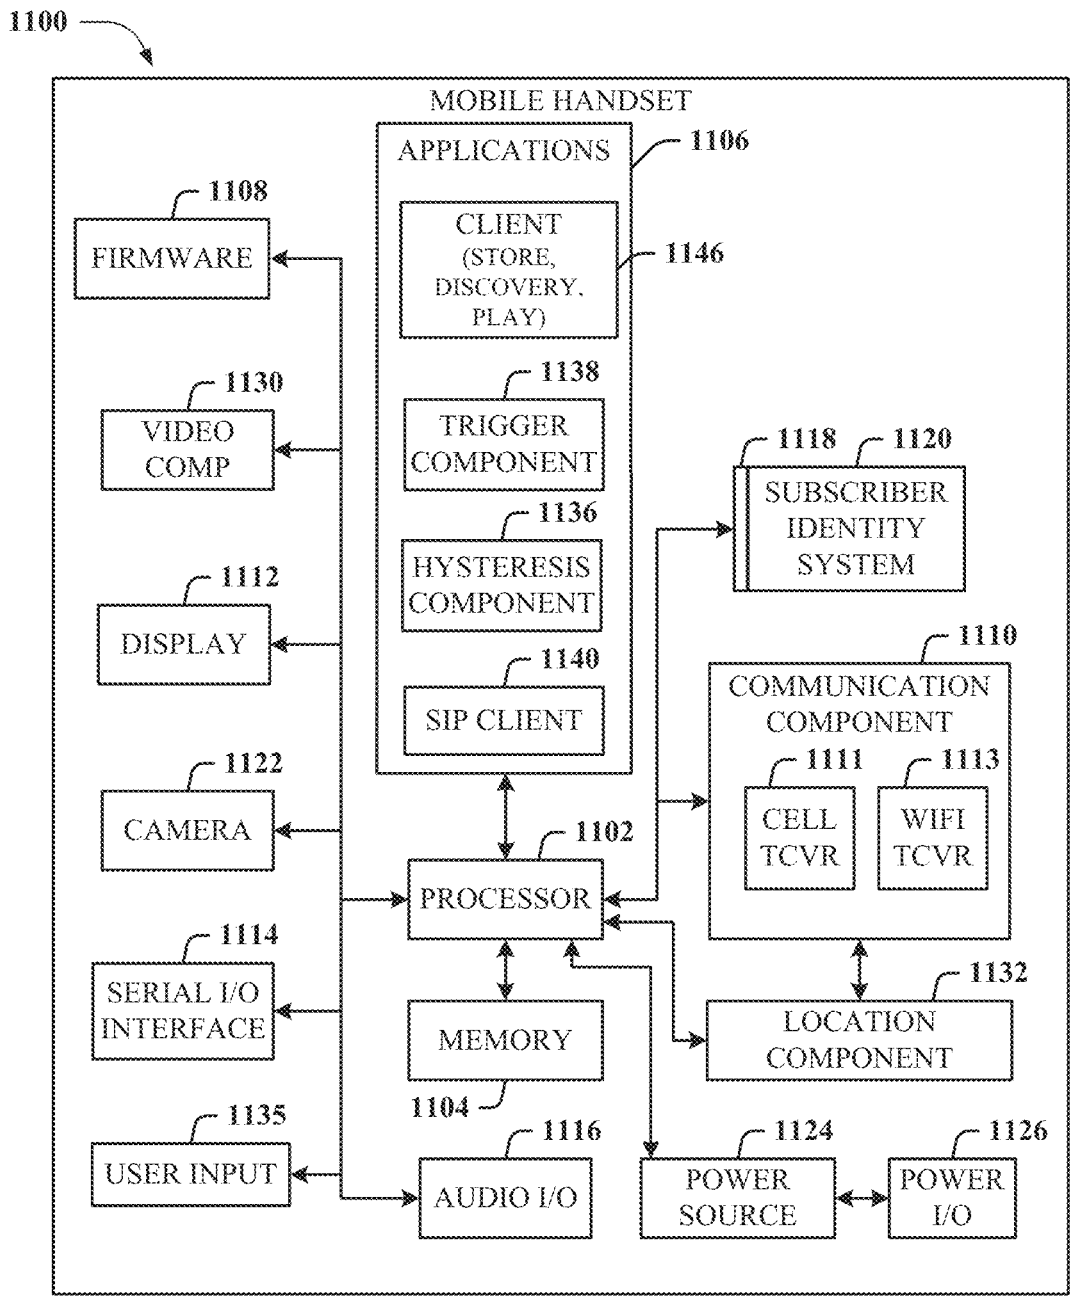 1100
MOBILE HANDSET
APPLICATIONS
1106
CLIENT
(STORE,
DISCOVERY,
PLAY)
1146
1108
FIRMWARE
1138
TRIGGER
COMPONENT
1130
VIDEO
COMP
1136
HYSTERESIS
COMPONENT
1118
1120
SUBSCRIBER
IDENTITY
SYSTEM
1112
DISPLAY
1140
SIP CLIENT
1110
COMMUNICATION
COMPONENT
1111
CELL
TCVR
1113
WIFI
TCVR
1122
CAMERA
1102
PROCESSOR
1114
SERIAL I/O
INTERFACE
MEMORY
1104
1132
LOCATION
COMPONENT
1135
USER INPUT
1116
AUDIO I/O
1124
POWER
SOURCE
1126
POWER
I/O